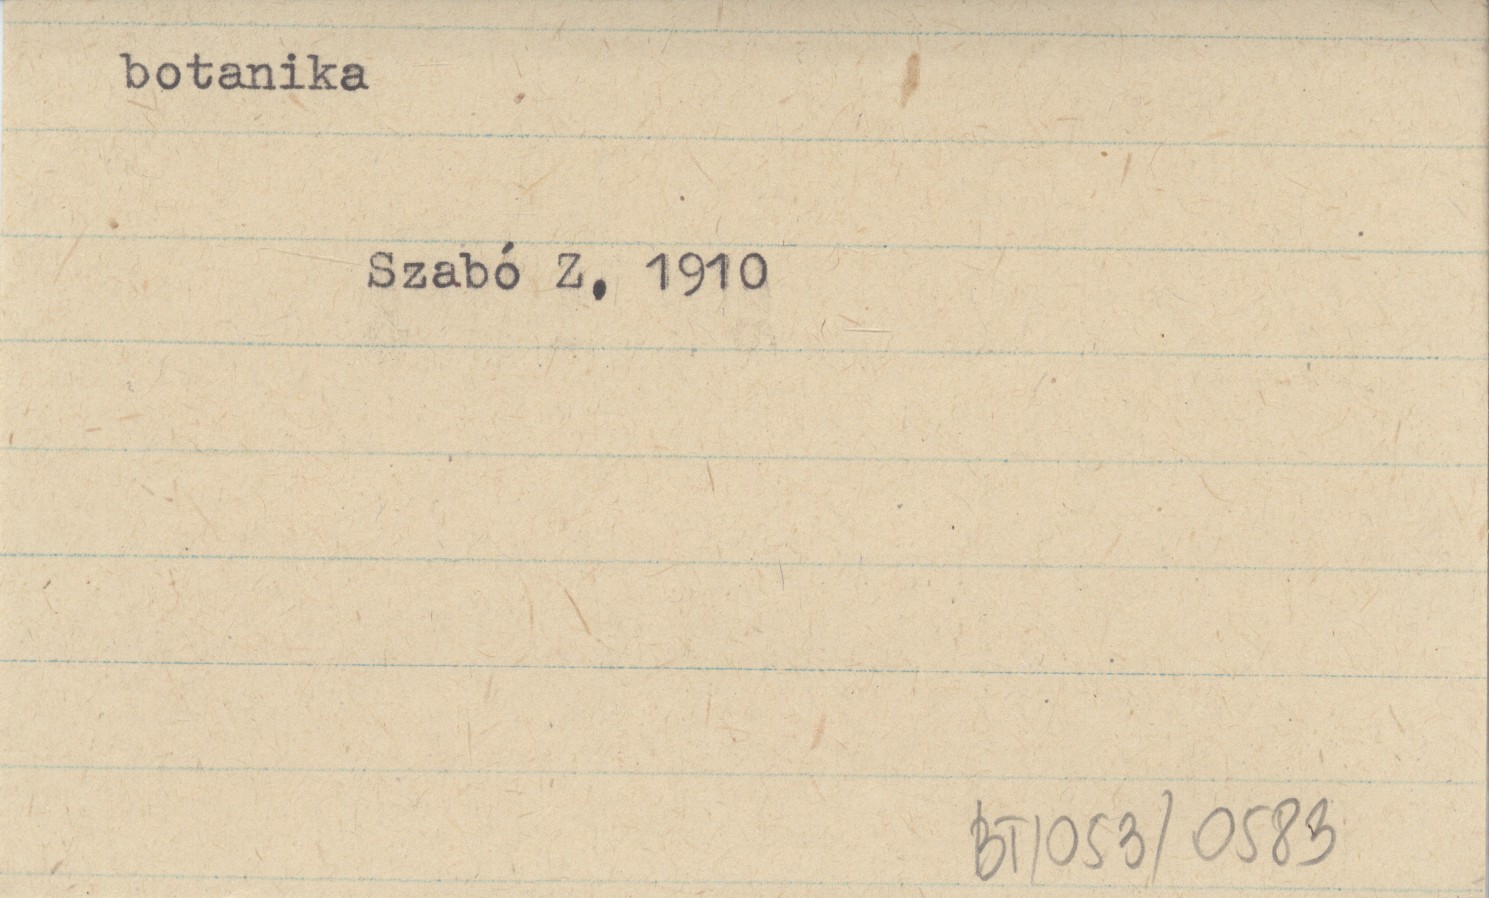 botanika
Szabó Z, 1910
BT/053/0583